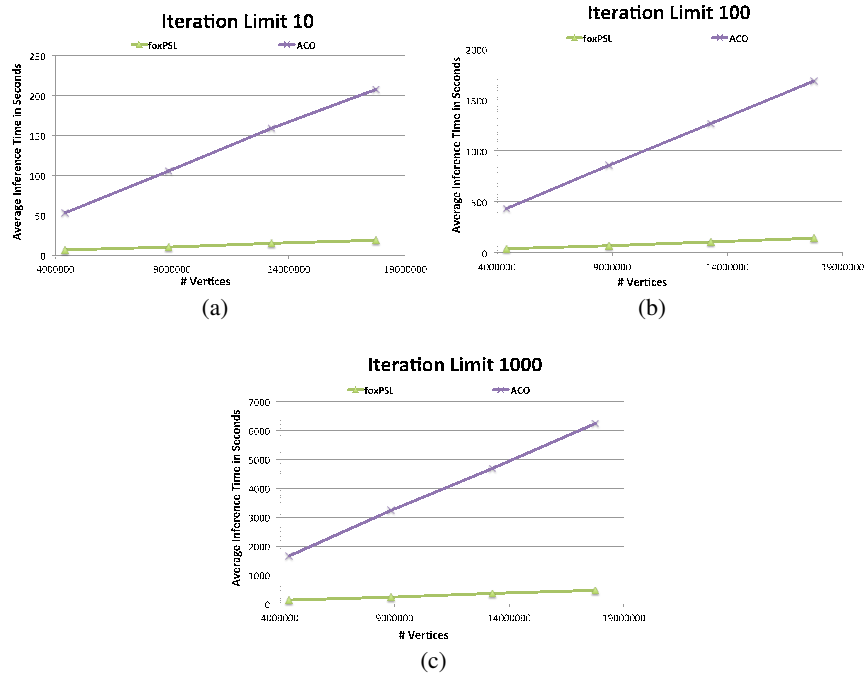 Iteration Limit 10
foxPSL ACO
Average Inference Time in Seconds
250
200
150
100
50
0
4000000 9000000 14000000 19000000
# Vertices
(a)
Iteration Limit 100
foxPSL ACO
Average Inference Time in Seconds
2000
1500
1000
500
0
4000000 9000000 14000000 19000000
# Vertices
(b)
Iteration Limit 1000
foxPSL ACO
Average Inference Time in Seconds
7000
6000
5000
4000
3000
2000
1000
0
4000000 9000000 14000000 19000000
# Vertices
(c)